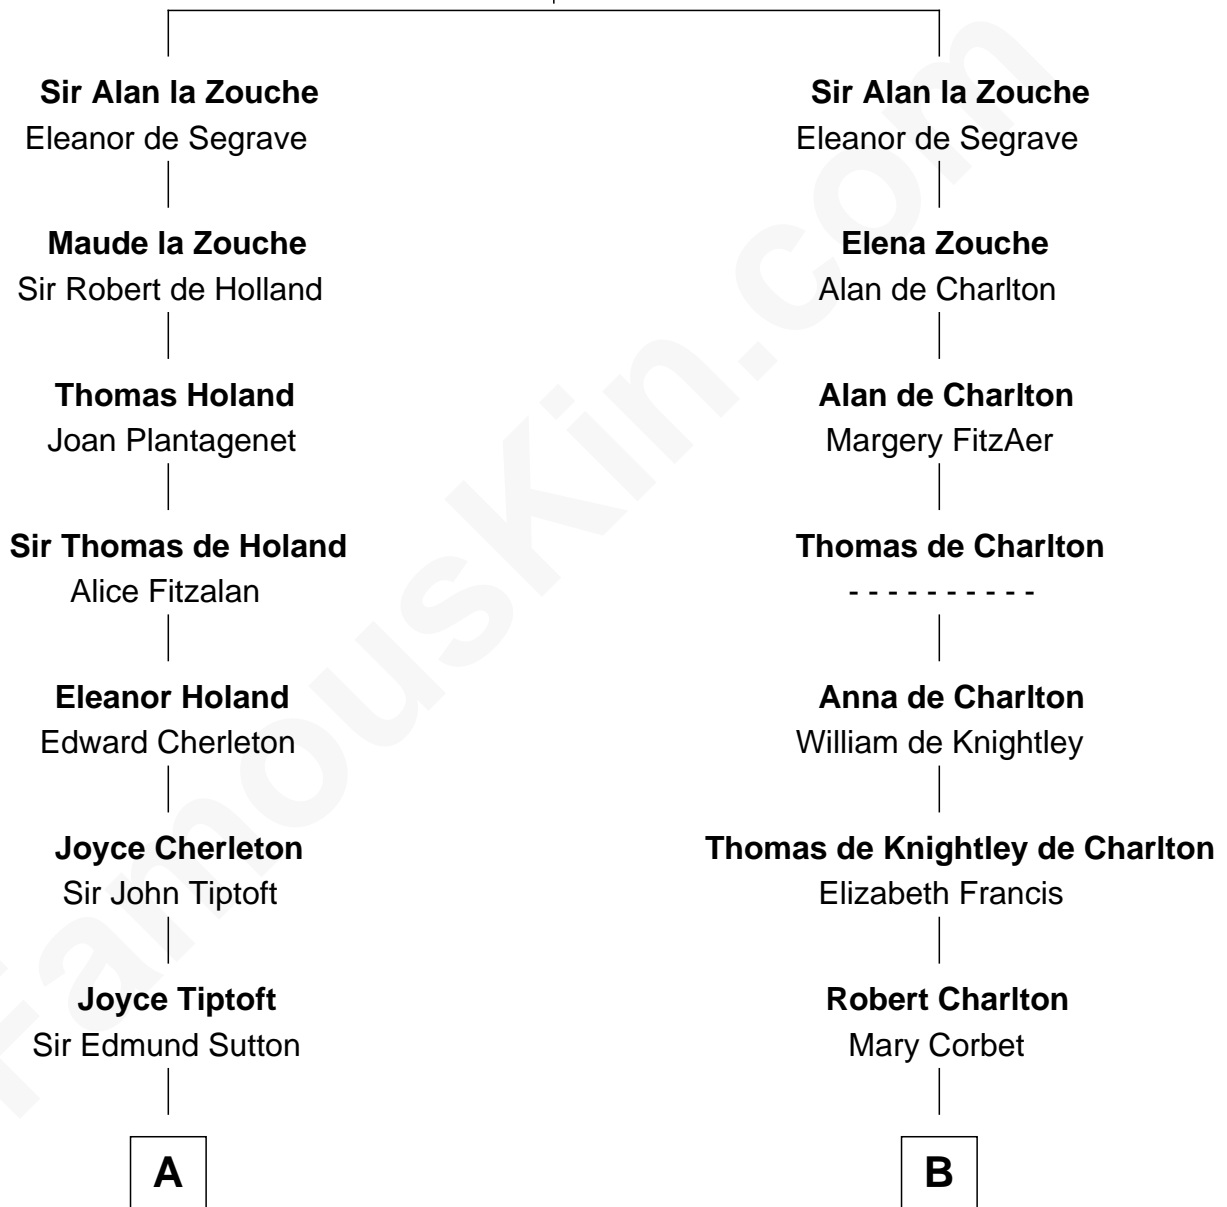 Sir Alan la Zouche
Eleanor de Segrave
Maude la Zouche
Sir Robert de Holland
Thomas Holand
Joan Plantagenet
Sir Thomas de Holand
Alice Fitzalan
Eleanor Holand
Edward Cherleton
Joyce Cherleton
Sir John Tiptoft
Joyce Tiptoft
Sir Edmund Sutton
A
Sir Alan la Zouche
Eleanor de Segrave
Elena Zouche
Alan de Charlton
Alan de Charlton
Margery FitzAer
Thomas de Charlton
- - - - - - - - - -
Anna de Charlton
William de Knightley
Thomas de Knightley de Charlton
Elizabeth Francis
Robert Charlton
Mary Corbet
B
FamousKin.com